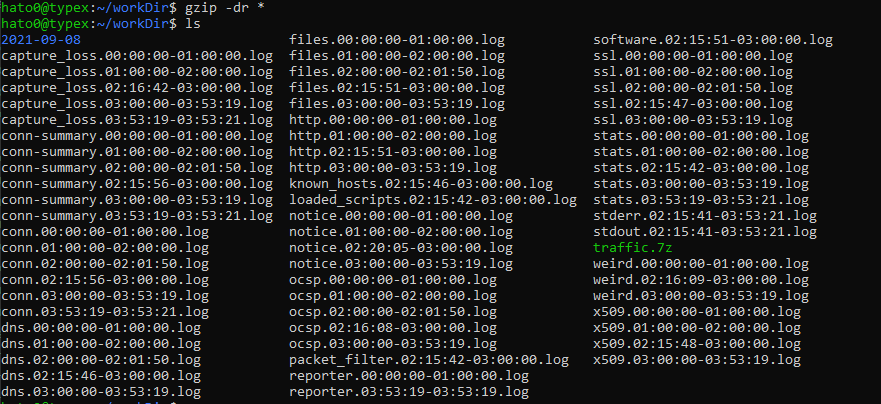 hato0@typex:~/workDir$ gzip -dr *
hato0@typex:~/workDir$ ls
2021-09-08 files.00:00:00-01:00:00.log software.02:15:51-03:00:00.log
capture_loss.00:00:00-01:00:00.log files.01:00:00-02:00:00.log ssl.00:00:00-01:00:00.log
capture_loss.01:00:00-02:00:00.log files.02:00:00-02:01:50.log ssl.01:00:00-02:00:00.log
capture_loss.02:16:42-03:00:00.log files.02:15:51-03:00:00.log ssl.02:00:00-02:01:50.log
capture_loss.03:00:00-03:53:19.log files.03:00:00-03:53:19.log ssl.02:15:47-03:00:00.log
capture_loss.03:53:19-03:53:21.log http.00:00:00-01:00:00.log ssl.03:00:00-03:53:19.log
conn-summary.00:00:00-01:00:00.log http.01:00:00-02:00:00.log stats.00:00:00-01:00:00.log
conn-summary.01:00:00-02:00:00.log http.02:15:51-03:00:00.log stats.01:00:00-02:00:00.log
conn-summary.02:00:00-02:01:50.log http.03:00:00-03:53:19.log stats.02:15:42-03:00:00.log
conn-summary.02:15:56-03:00:00.log known_hosts.02:15:46-03:00:00.log stats.03:00:00-03:53:19.log
conn-summary.03:00:00-03:53:19.log loaded_scripts.02:15:42-03:00:00.log stats.03:53:19-03:53:21.log
conn-summary.03:53:19-03:53:21.log notice.00:00:00-01:00:00.log stderr.02:15:41-03:53:21.log
conn.00:00:00-01:00:00.log notice.01:00:00-02:00:00.log stdout.02:15:41-03:53:21.log
conn.01:00:00-02:00:00.log notice.02:20:05-03:00:00.log traffic.7z
conn.02:00:00-02:01:50.log notice.03:00:00-03:53:19.log weird.00:00:00-01:00:00.log
conn.02:15:56-03:00:00.log ocsp.00:00:00-01:00:00.log weird.02:16:09-03:00:00.log
conn.03:00:00-03:53:19.log ocsp.01:00:00-02:00:00.log weird.03:00:00-03:53:19.log
conn.03:53:19-03:53:21.log ocsp.02:00:00-02:01:50.log x509.00:00:00-01:00:00.log
dns.00:00:00-01:00:00.log ocsp.02:16:08-03:00:00.log x509.01:00:00-02:00:00.log
dns.01:00:00-02:00:00.log ocsp.03:00:00-03:53:19.log x509.02:15:48-03:00:00.log
dns.02:00:00-02:01:50.log packet_filter.02:15:42-03:00:00.log x509.03:00:00-03:53:19.log
dns.02:15:46-03:00:00.log reporter.00:00:00-01:00:00.log
dns.03:00:00-03:53:19.log reporter.03:53:19-03:53:19.log